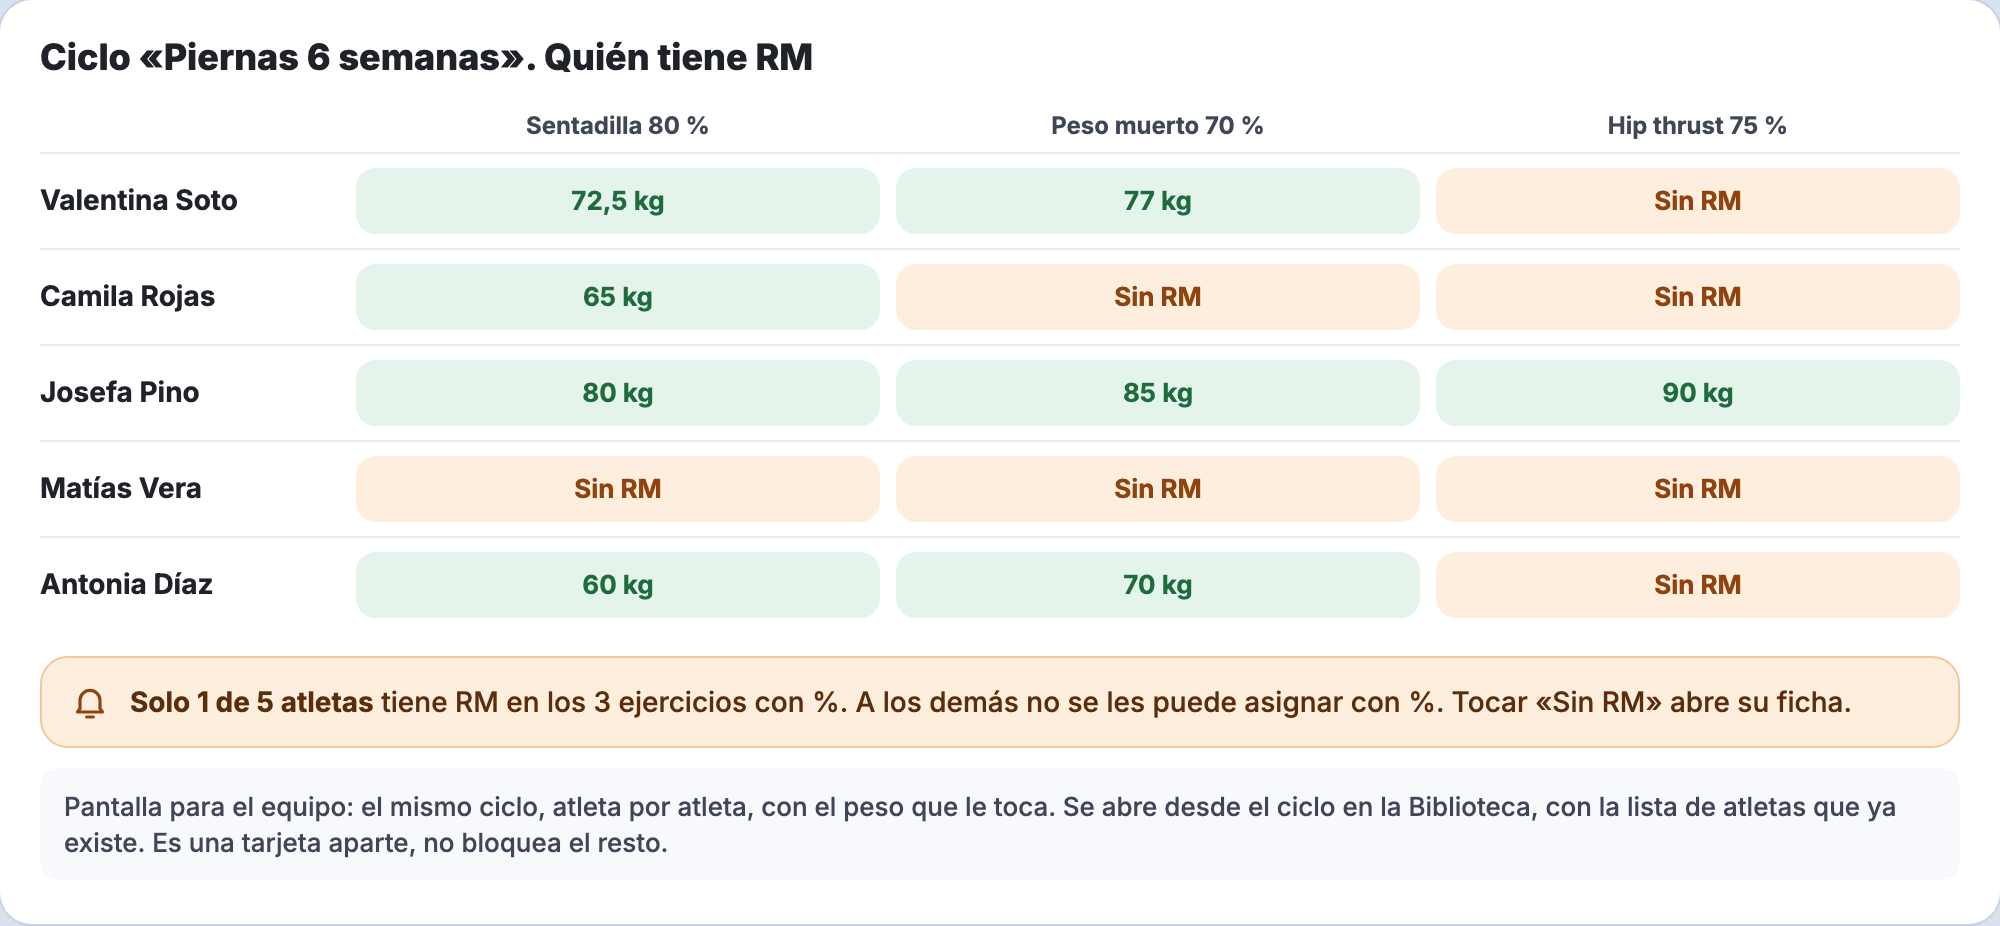 Ciclo «Piernas 6 semanas». Quién tiene RM
Sentadilla 80 % Peso muerto 70 % Hip thrust 75 %
Valentina Soto 72,5 kg 77 kg Sin RM
Camila Rojas 65 kg Sin RM Sin RM
Josefa Pino 80 kg 85 kg 90 kg
Matías Vera Sin RM Sin RM Sin RM
Antonia Díaz 60 kg 70 kg Sin RM
Solo 1 de 5 atletas tiene RM en los 3 ejercicios con %. A los demás no se les puede asignar con %. Tocar «Sin RM» abre su ficha.
Pantalla para el equipo: el mismo ciclo, atleta por atleta, con el peso que le toca. Se abre desde el ciclo en la Biblioteca, con la lista de atletas que ya
existe. Es una tarjeta aparte, no bloquea el resto.